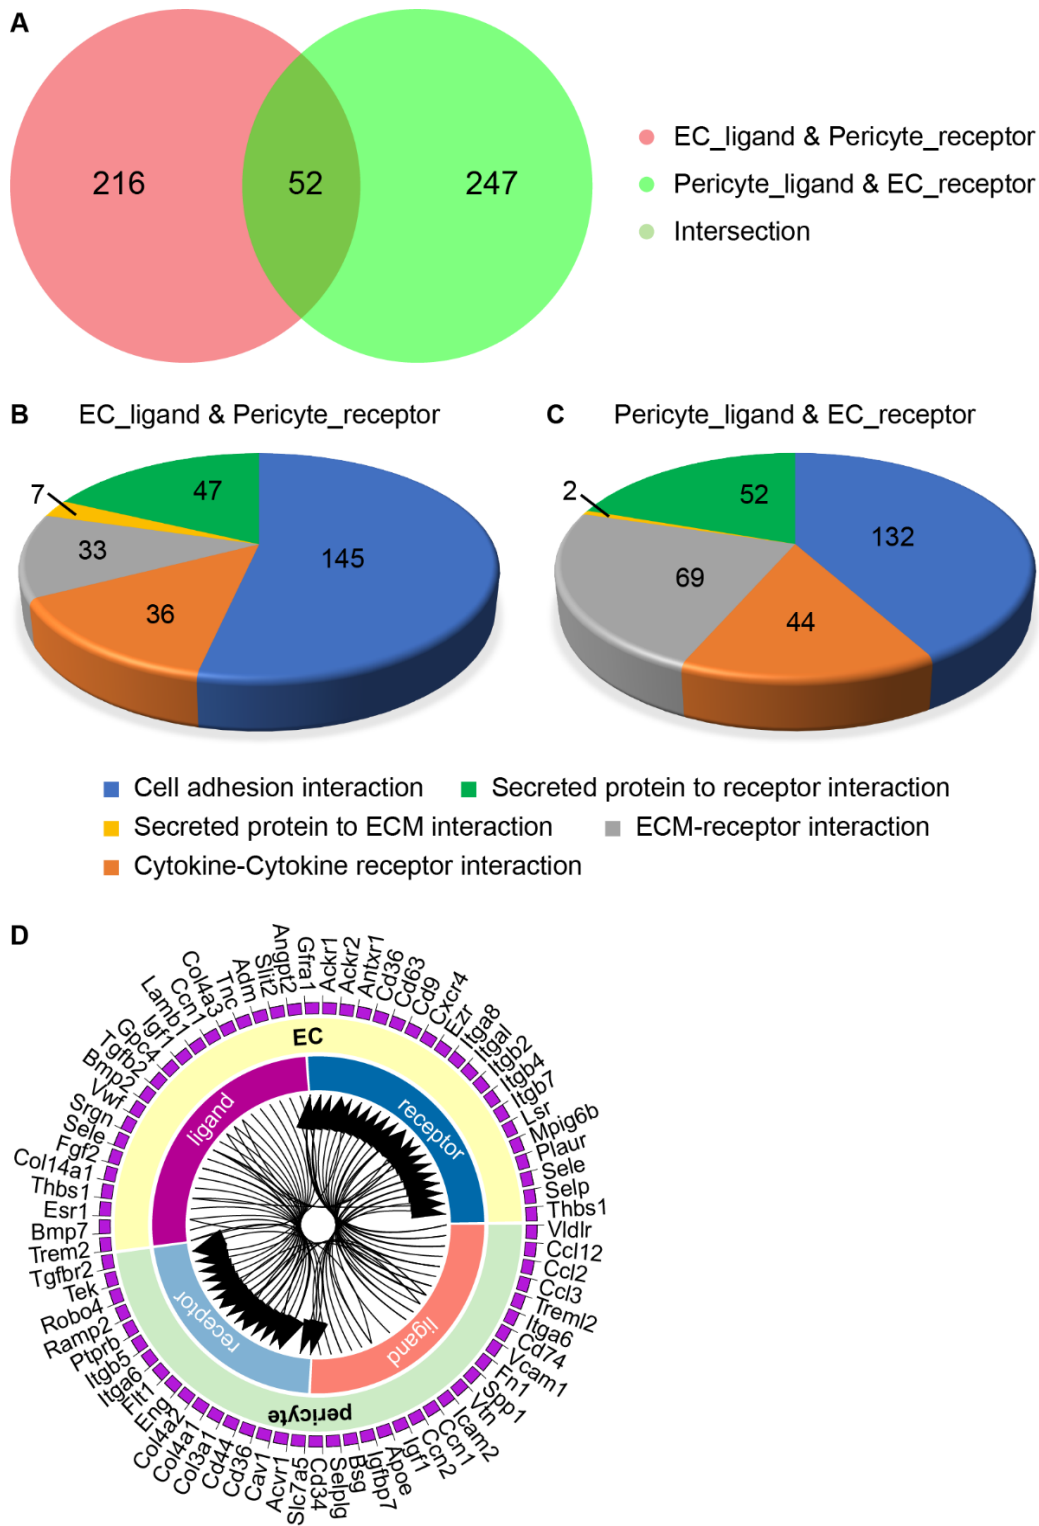 A
216
52
247
EC_ligand & Pericyte_receptor
Pericyte_ligand & EC_receptor
Intersection
B
EC_ligand & Pericyte_receptor
7
47
33
145
36
C
Pericyte_ligand & EC_receptor
2
52
132
69
44
Cell adhesion interaction
Secreted protein to receptor interaction
Secreted protein to ECM interaction
ECM-receptor interaction
Cytokine-Cytokine receptor interaction
D
Gfra1
Ackr1
Ackr2
Antxr1
Cd36
Cd63
Cd9
Cxcr4
Ezr
Itga8
Itgal
Itgb2
Itgb4
Itgb7
Lsr
Mpig6b
Plaur
Sele
Selp
Thbs1
Vldlr
Ccl12
Ccl2
Ccl3
Treml2
Itga6
Cd74
Vcam1
Fn1
Spp1
Vtn
Icam2
Ccn1
Ccn2
Igf1
Apoe
Igfbp7
Bsg
Selplg
Cd34
Slc7a5
Acvr1
Cav1
Cd36
Cd44
Col3a1
Col4a1
Col4a2
Eng
Flt1
Itga6
Itgb5
Ptprb
Ramp2
Robo4
Tek
Tgfbr2
Trem2
Bmp7
Esr1
Thbs1
Col14a1
Fgf2
Sele
Srgn
Vwf
Bmp2
Tgfb2
Gpc4
Igf1
Lamb1
Ccn1
Col4a3
Tnc
Adm
Slit2
Angpt2
EC
ligand
receptor
receptor
ligand
pericyte